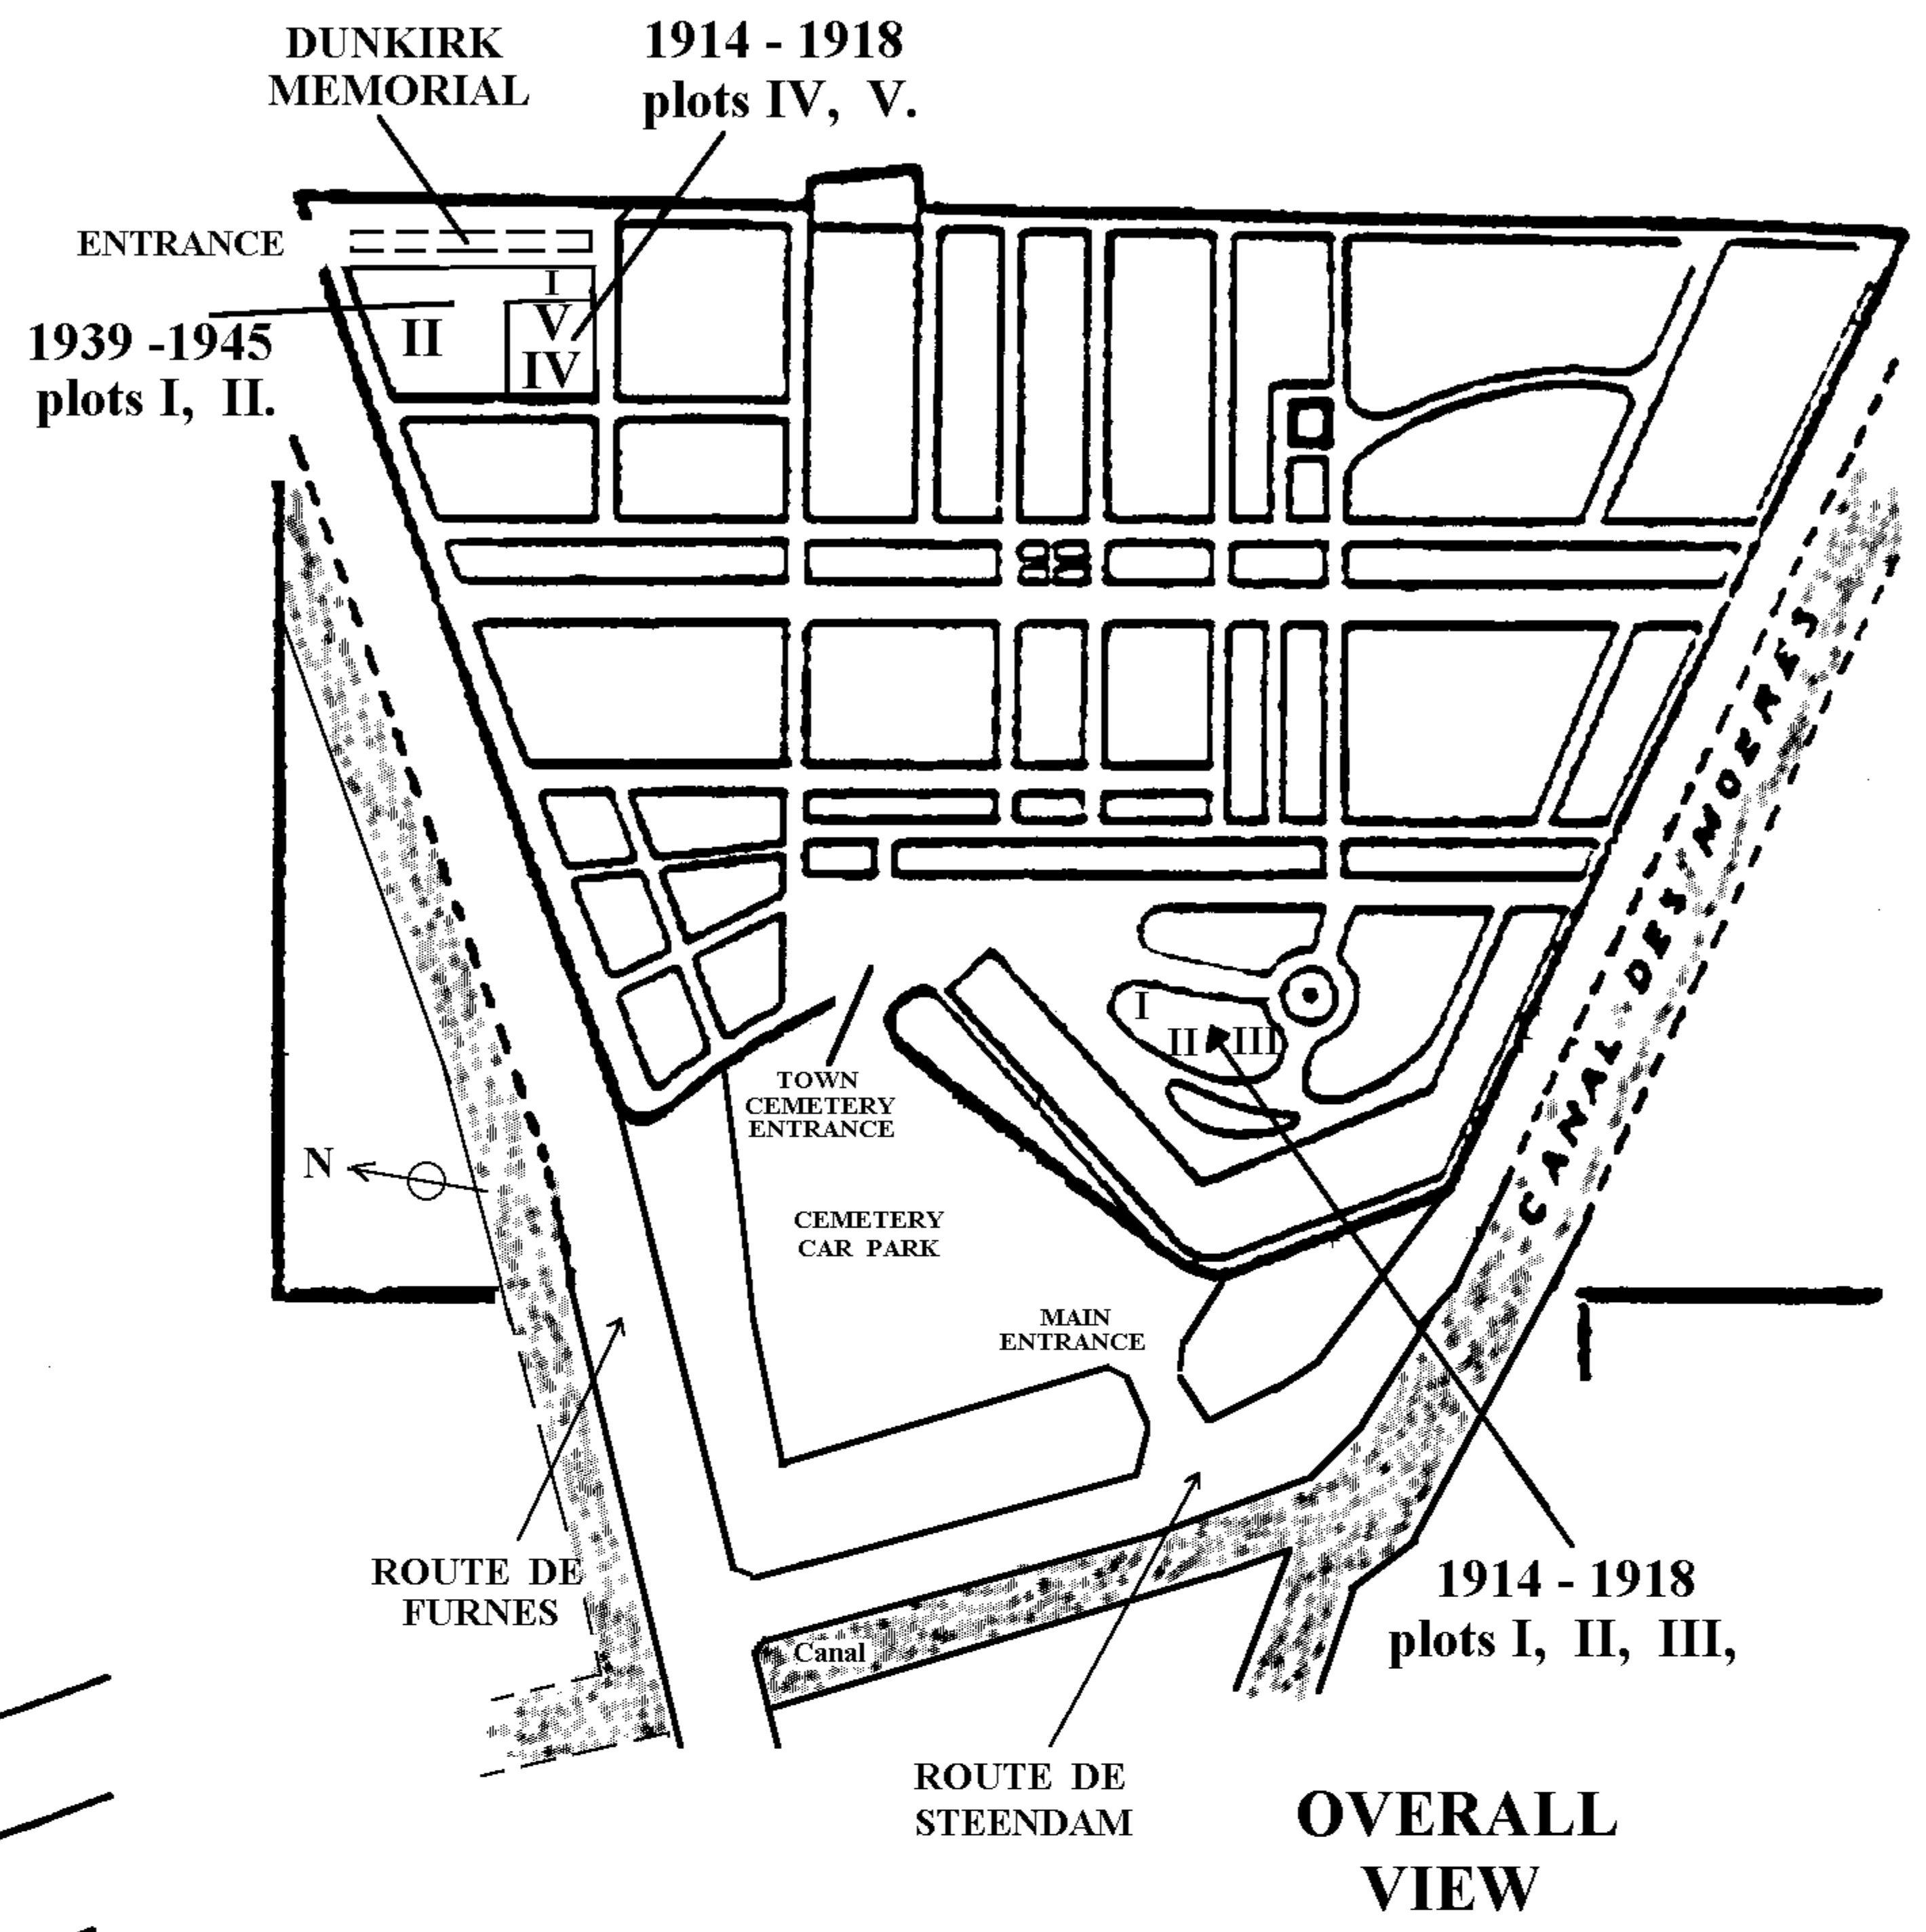 DUNKIRK
MEMORIAL
1914 - 1918
plots IV, V.
ENTRANCE
I
V
IV
II
1939 -1945
plots I, II.
CANAL DES MOERES
I
II
III
TOWN
CEMETERY
ENTRANCE
N
CEMETERY
CAR PARK
MAIN
ENTRANCE
ROUTE DE
FURNES
1914 - 1918
plots I, II, III,
Canal
ROUTE DE
STEENDAM
OVERALL
VIEW